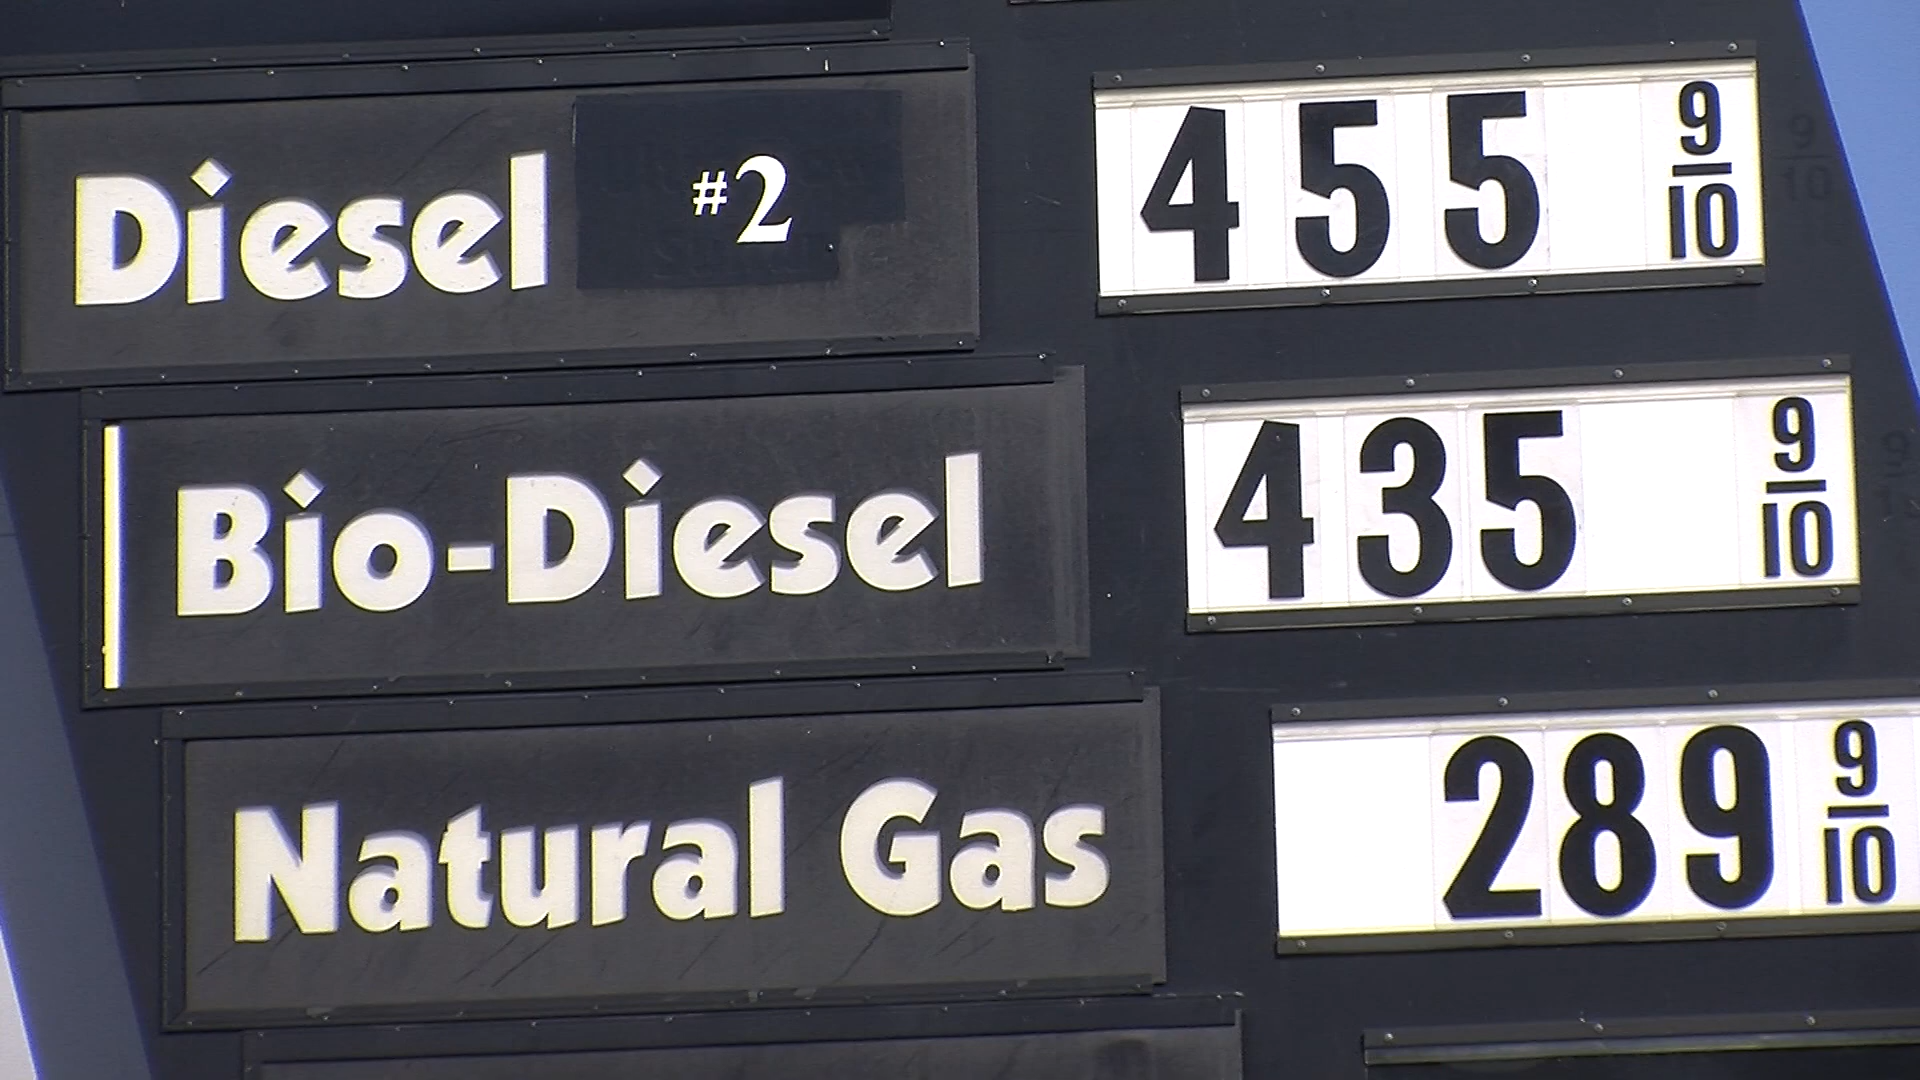 Diesel #2 455 9/10
Bio-Diesel 435 9/10
Natural Gas 289 9/10